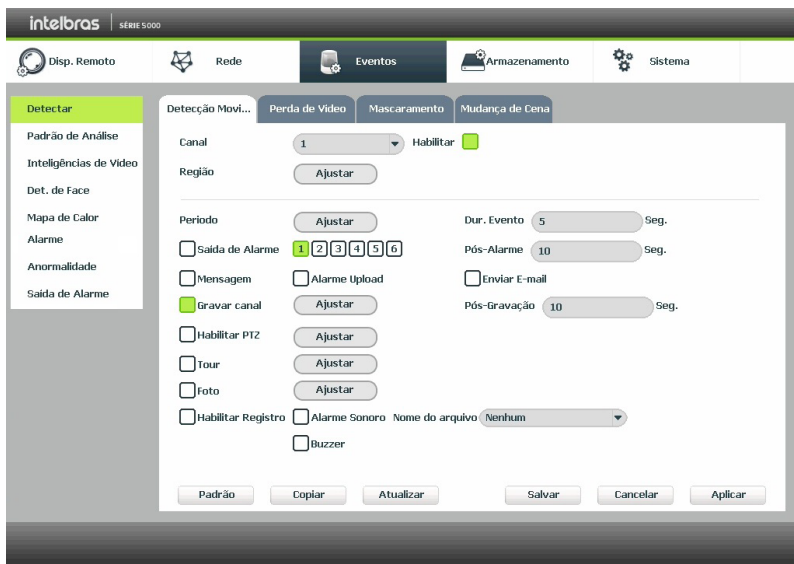 intelbras SÉRIE 5000
Disp. Remoto Rede Eventos Armazenamento Sistema
Detectar
Padrão de Análise
Inteligências de Vídeo
Det. de Face
Mapa de Calor
Alarme
Anormalidade
Saída de Alarme
Detecção Movi... Perda de Vídeo Mascaramento Mudança de Cena
Canal 1 Habilitar
Região Ajustar
Periodo Ajustar Dur. Evento 5 Seg.
Saída de Alarme 1 2 3 4 5 6 Pós-Alarme 10 Seg.
Mensagem Alarme Upload Enviar E-mail
Gravar canal Ajustar Pós-Gravação 10 Seg.
Habilitar PTZ Ajustar
Tour Ajustar
Foto Ajustar
Habilitar Registro Alarme Sonoro Nome do arquivo Nenhum
Buzzer
Padrão Copiar Atualizar Salvar Cancelar Aplicar